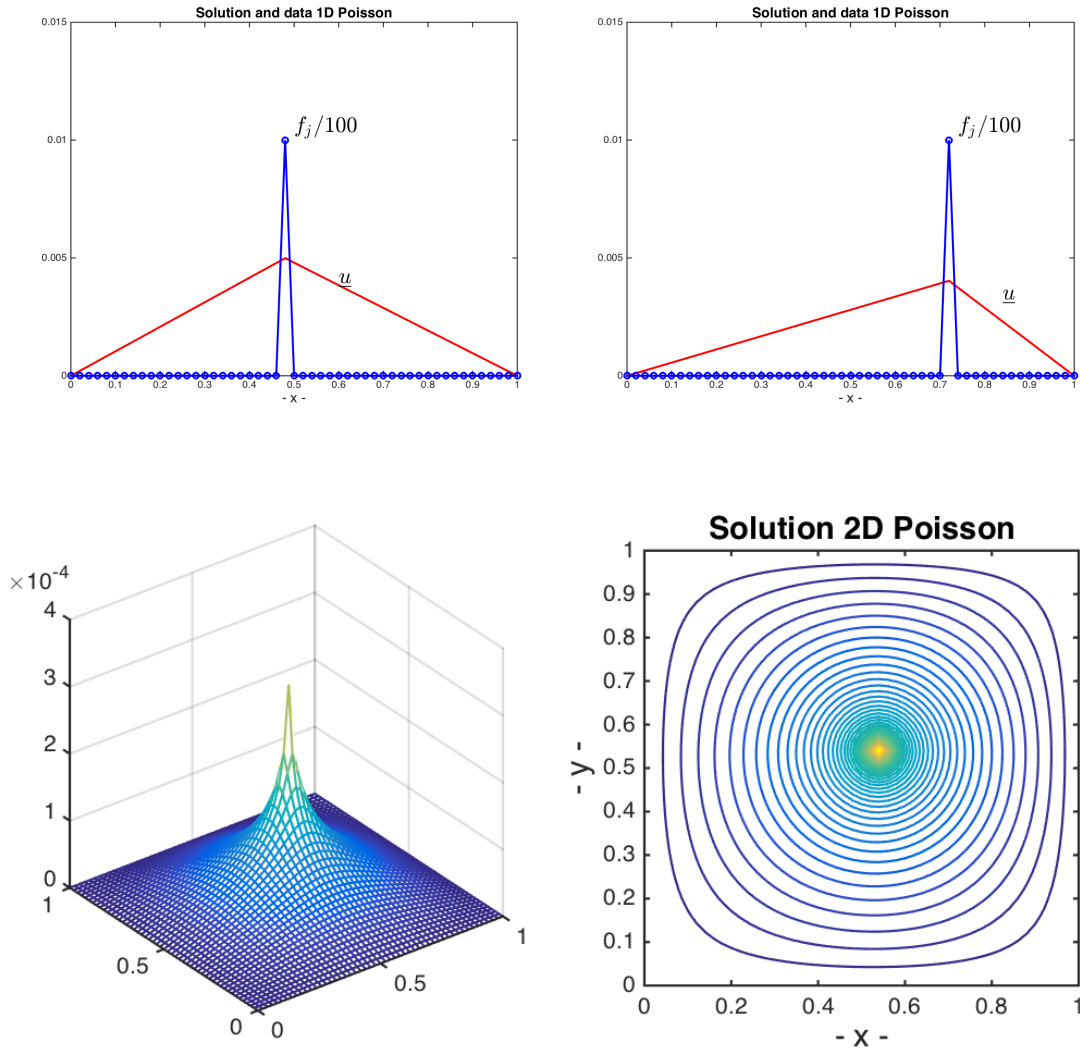 Solution and data 1D Poisson
0.015
0.01
0.005
0
f_j/100
u
0 0.1 0.2 0.3 0.4 0.5 0.6 0.7 0.8 0.9 1
- x -
Solution and data 1D Poisson
0.015
0.01
0.005
0
f_j/100
u
0 0.1 0.2 0.3 0.4 0.5 0.6 0.7 0.8 0.9 1
- x -
×10⁻⁴
4
3
2
1
0
1
0.5
0
0
0.5
1
Solution 2D Poisson
1
0.9
0.8
0.7
0.6
0.5
0.4
0.3
0.2
0.1
0
- y -
0 0.2 0.4 0.6 0.8 1
- x -